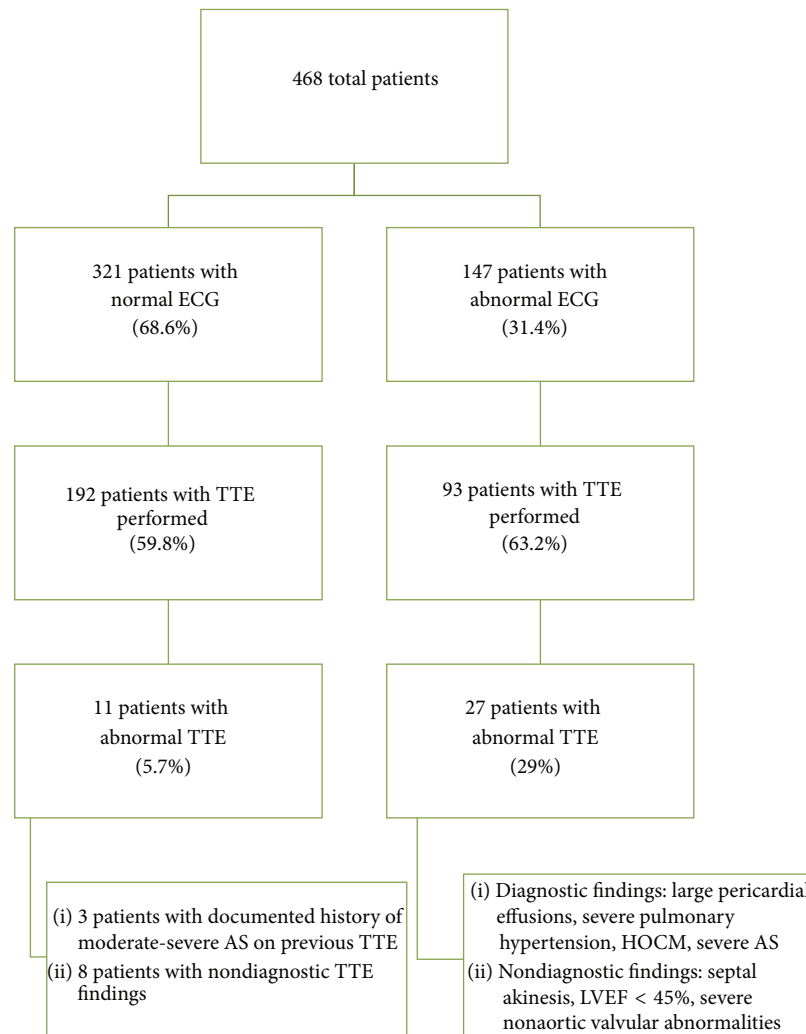 468 total patients
321 patients with
normal ECG
(68.6%)
147 patients with
abnormal ECG
(31.4%)
192 patients with TTE
performed
(59.8%)
93 patients with TTE
performed
(63.2%)
11 patients with
abnormal TTE
(5.7%)
27 patients with
abnormal TTE
(29%)
(i) 3 patients with documented history of
moderate-severe AS on previous TTE
(ii) 8 patients with nondiagnostic TTE
findings
(i) Diagnostic findings: large pericardial
effusions, severe pulmonary
hypertension, HOCM, severe AS
(ii) Nondiagnostic findings: septal
akinesis, LVEF < 45%, severe
nonaortic valvular abnormalities